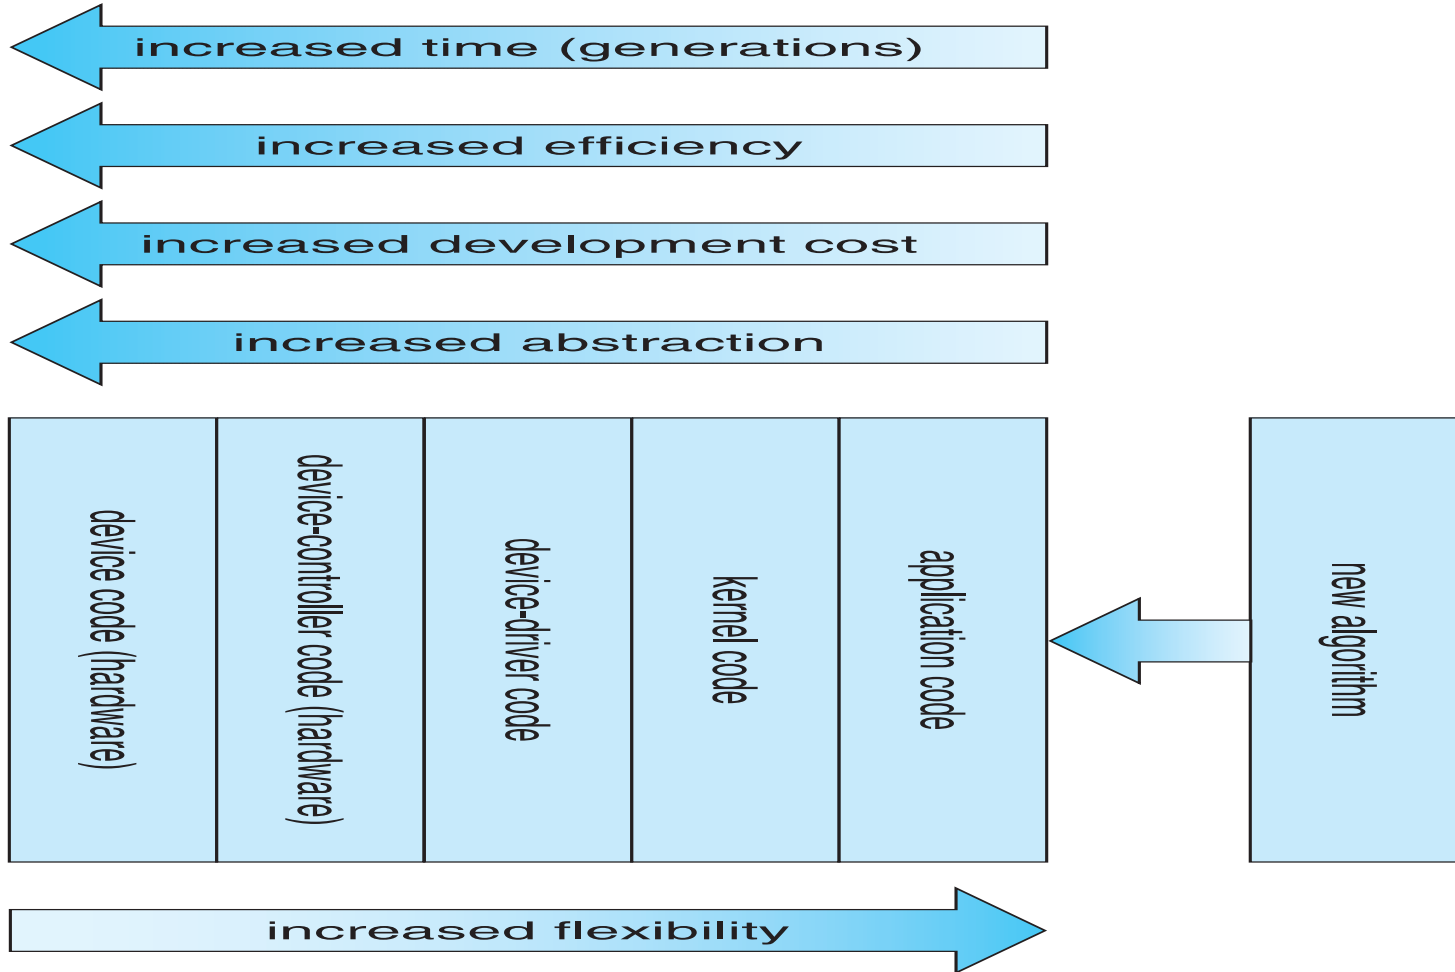 increased time (generations)
increased efficiency
increased development cost
increased abstraction
device code (hardware)
device-controller code (hardware)
device-driver code
kernel code
application code
new algorithm
increased flexibility